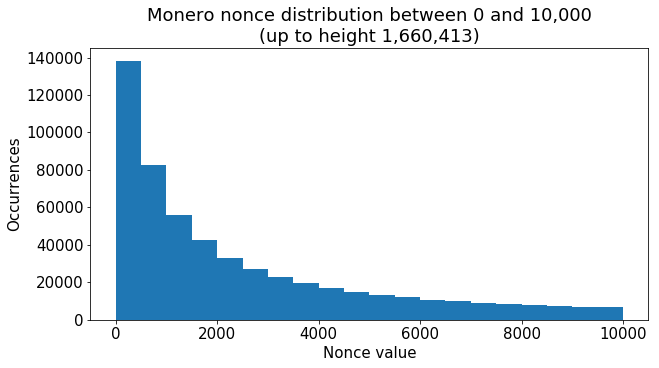 Monero nonce distribution between 0 and 10,000
(up to height 1,660,413)
Occurrences
140000
120000
100000
80000
60000
40000
20000
0
0 2000 4000 6000 8000 10000
Nonce value